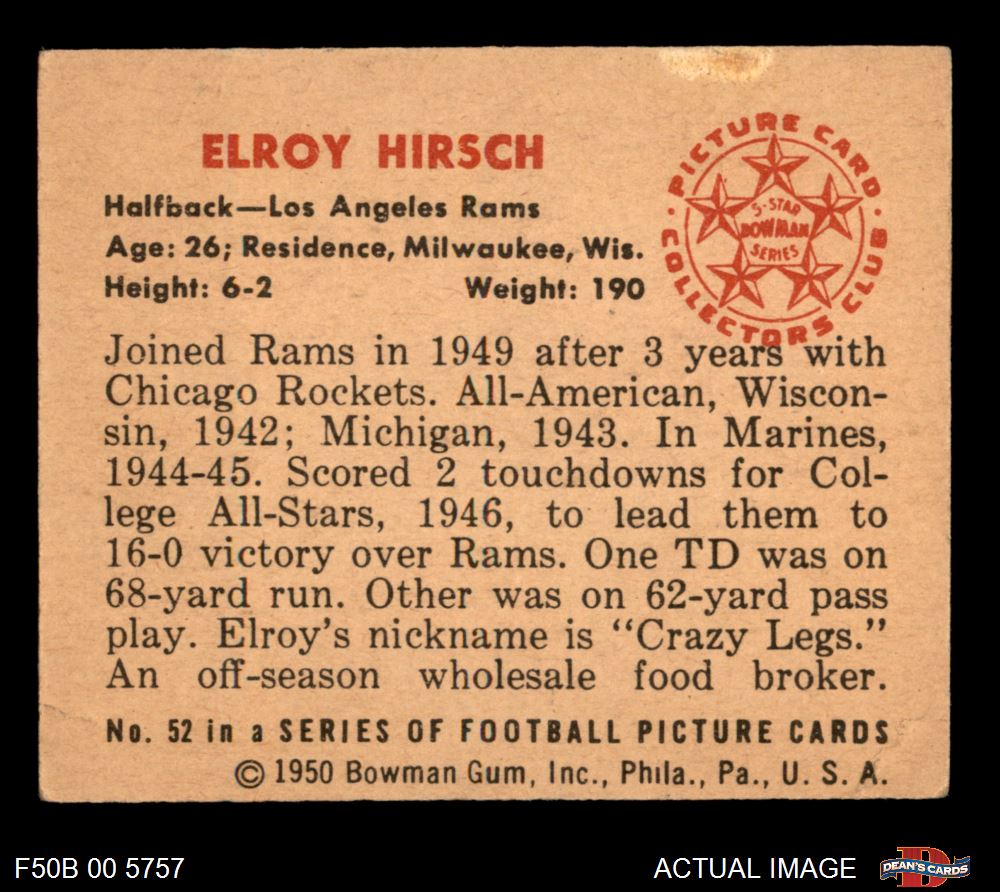 ELROY HIRSCH
Halfback—Los Angeles Rams
Age: 26; Residence, Milwaukee, Wis.
Height: 6-2 Weight: 190
PICTURE CARD COLLECTORS CLUB
5-STAR
BOWMAN
SERIES
Joined Rams in 1949 after 3 years with
Chicago Rockets. All-American, Wiscon-
sin, 1942; Michigan, 1943. In Marines,
1944-45. Scored 2 touchdowns for Col-
lege All-Stars, 1946, to lead them to
16-0 victory over Rams. One TD was on
68-yard run. Other was on 62-yard pass
play. Elroy's nickname is "Crazy Legs."
An off-season wholesale food broker.
No. 52 in a SERIES OF FOOTBALL PICTURE CARDS
© 1950 Bowman Gum, Inc., Phila., Pa., U. S. A.
F50B 00 5757
ACTUAL IMAGE
D
DEAN'S CARDS